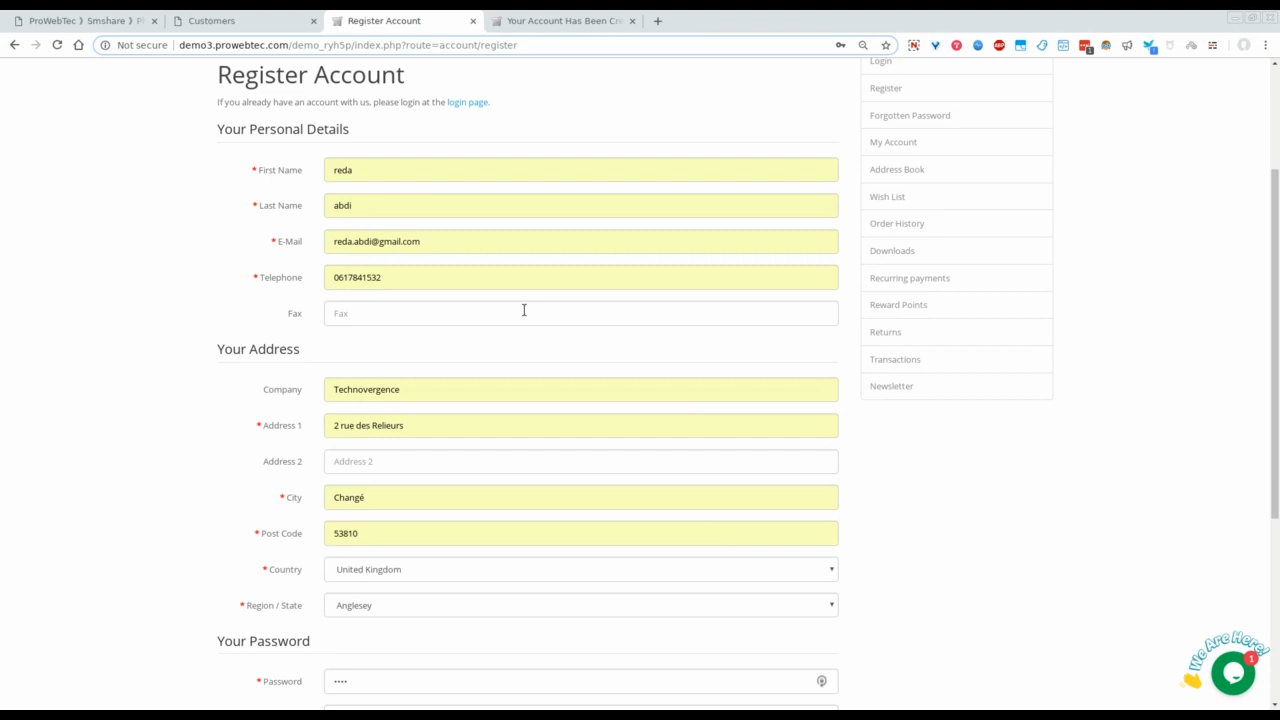 ProWebTec 》 Smshare 》 P
Customers
Register Account
Your Account Has Been Cr
Not secure
demo3.prowebtec.com/demo_ryh5p/index.php?route=account/register
Register Account
If you already have an account with us, please login at the login page.
Your Personal Details
* First Name
reda
* Last Name
abdi
* E-Mail
reda.abdi@gmail.com
* Telephone
0617841532
Fax
Fax
Your Address
Company
Technovergence
* Address 1
2 rue des Relieurs
Address 2
Address 2
* City
Changé
* Post Code
53810
* Country
United Kingdom
* Region / State
Anglesey
Your Password
* Password
····
Login
Register
Forgotten Password
My Account
Address Book
Wish List
Order History
Downloads
Recurring payments
Reward Points
Returns
Transactions
Newsletter
We Are Here!
1